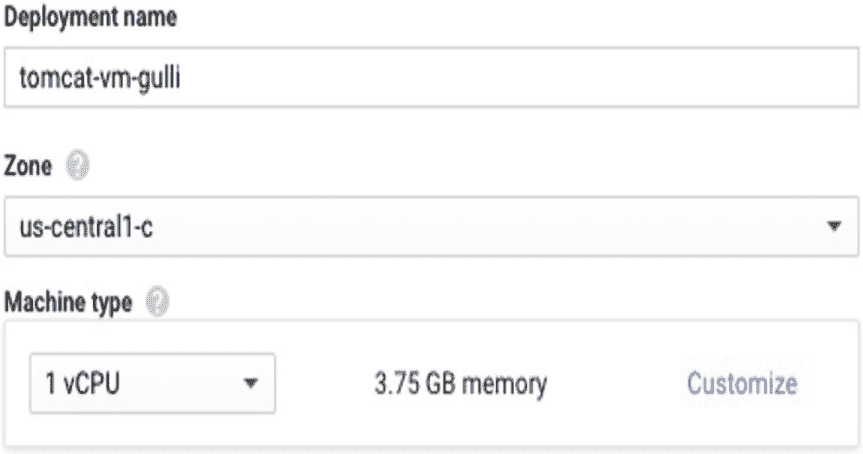 Deployment name
tomcat-vm-gulli
Zone ?
us-central1-c
Machine type ?
1 vCPU 3.75 GB memory Customize